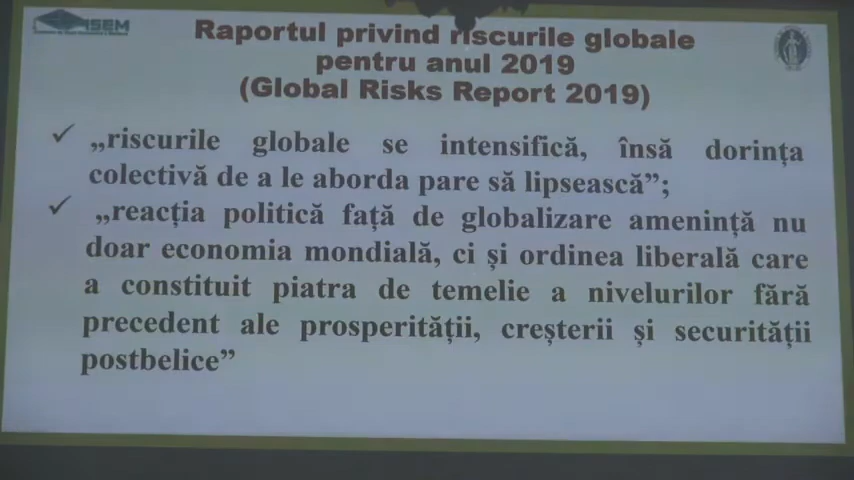 ASEM
Raportul privind riscurile globale
pentru anul 2019
(Global Risks Report 2019)
✓ „riscurile globale se intensifică, însă dorința
colectivă de a le aborda pare să lipsească”;
✓ „reacția politică față de globalizare amenință nu
doar economia mondială, ci și ordinea liberală care
a constituit piatra de temelie a nivelurilor fără
precedent ale prosperității, creșterii și securității
postbelice”